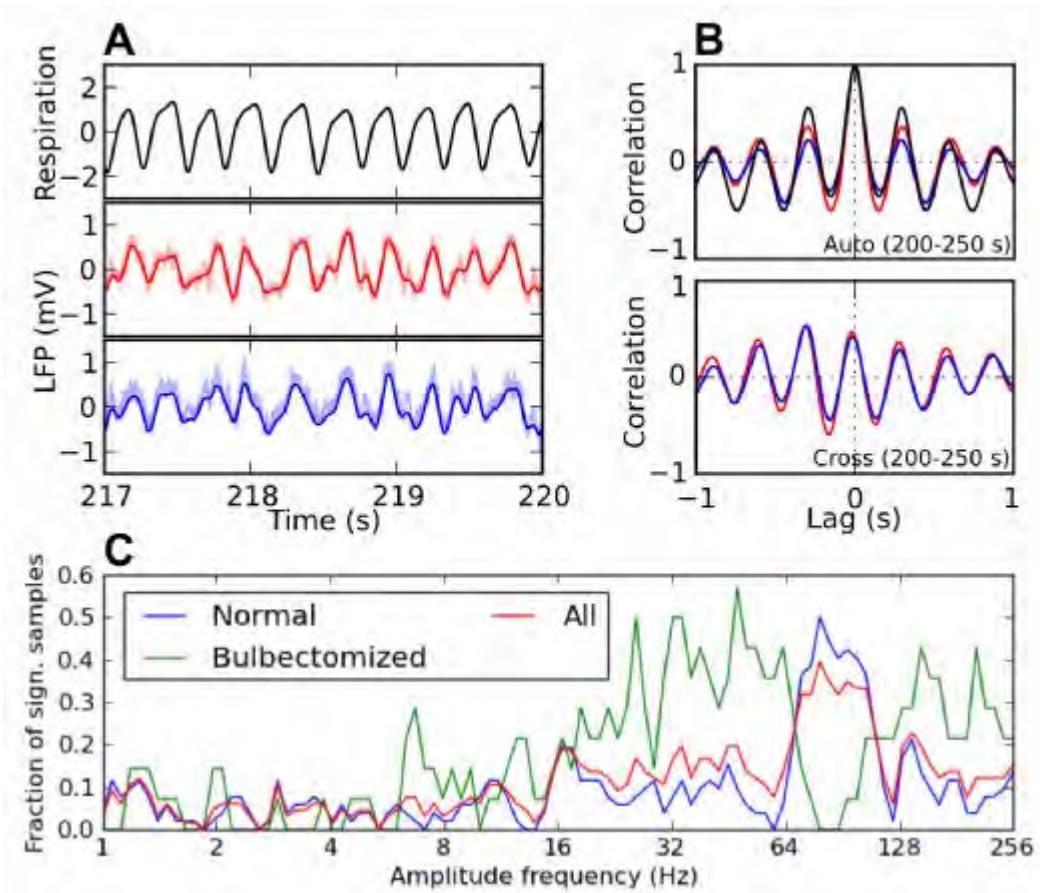 A
B
Respiration
2
0
−2
LFP (mV)
1
0
−1
1
0
−1
217
218
219
220
Time (s)
Correlation
1
0
−1
Auto (200-250 s)
Correlation
1
0
−1
Cross (200-250 s)
−1
0
1
Lag (s)
C
Fraction of sign. samples
0.6
0.5
0.4
0.3
0.2
0.1
0.0
Normal
All
Bulbectomized
1
2
4
8
16
32
64
128
256
Amplitude frequency (Hz)